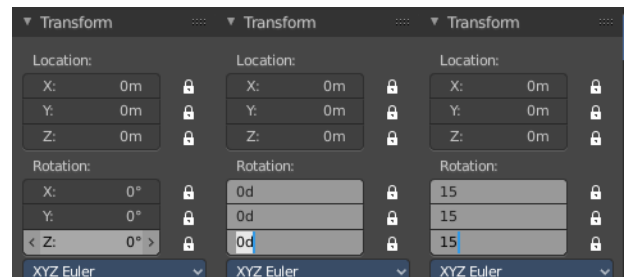 Transform
Location:
X: 0m
Y: 0m
Z: 0m
Rotation:
X: 0°
Y: 0°
Z: 0°
XYZ Euler
Transform
Location:
X: 0m
Y: 0m
Z: 0m
Rotation:
0d
0d
0d
XYZ Euler
Transform
Location:
X: 0m
Y: 0m
Z: 0m
Rotation:
15
15
15
XYZ Euler